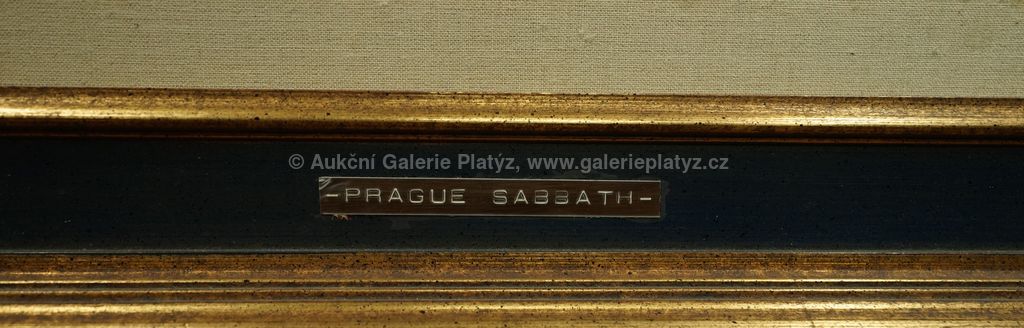 © Aukční Galerie Platýz, www.galerieplatyz.cz
-PRAGUE SABBATH-